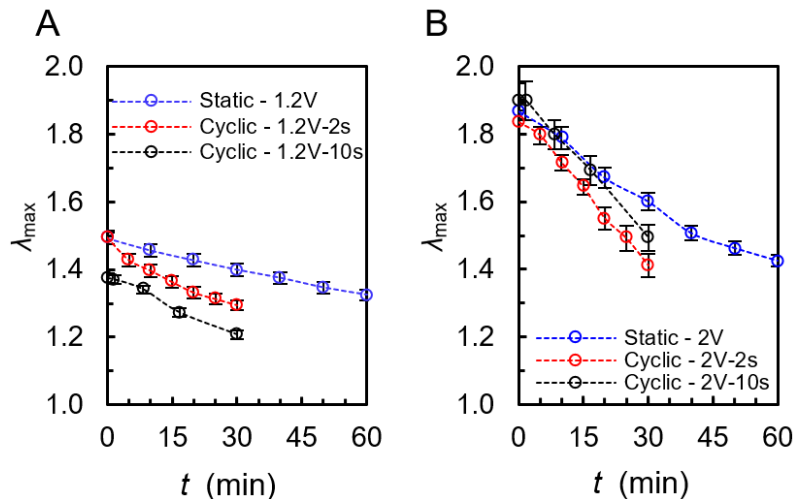 A
2.0
1.8
1.6
1.4
1.2
1.0
λmax
Static - 1.2V
Cyclic - 1.2V-2s
Cyclic - 1.2V-10s
0 15 30 45 60
t (min)
B
2.0
1.8
1.6
1.4
1.2
1.0
λmax
Static - 2V
Cyclic - 2V-2s
Cyclic - 2V-10s
0 15 30 45 60
t (min)